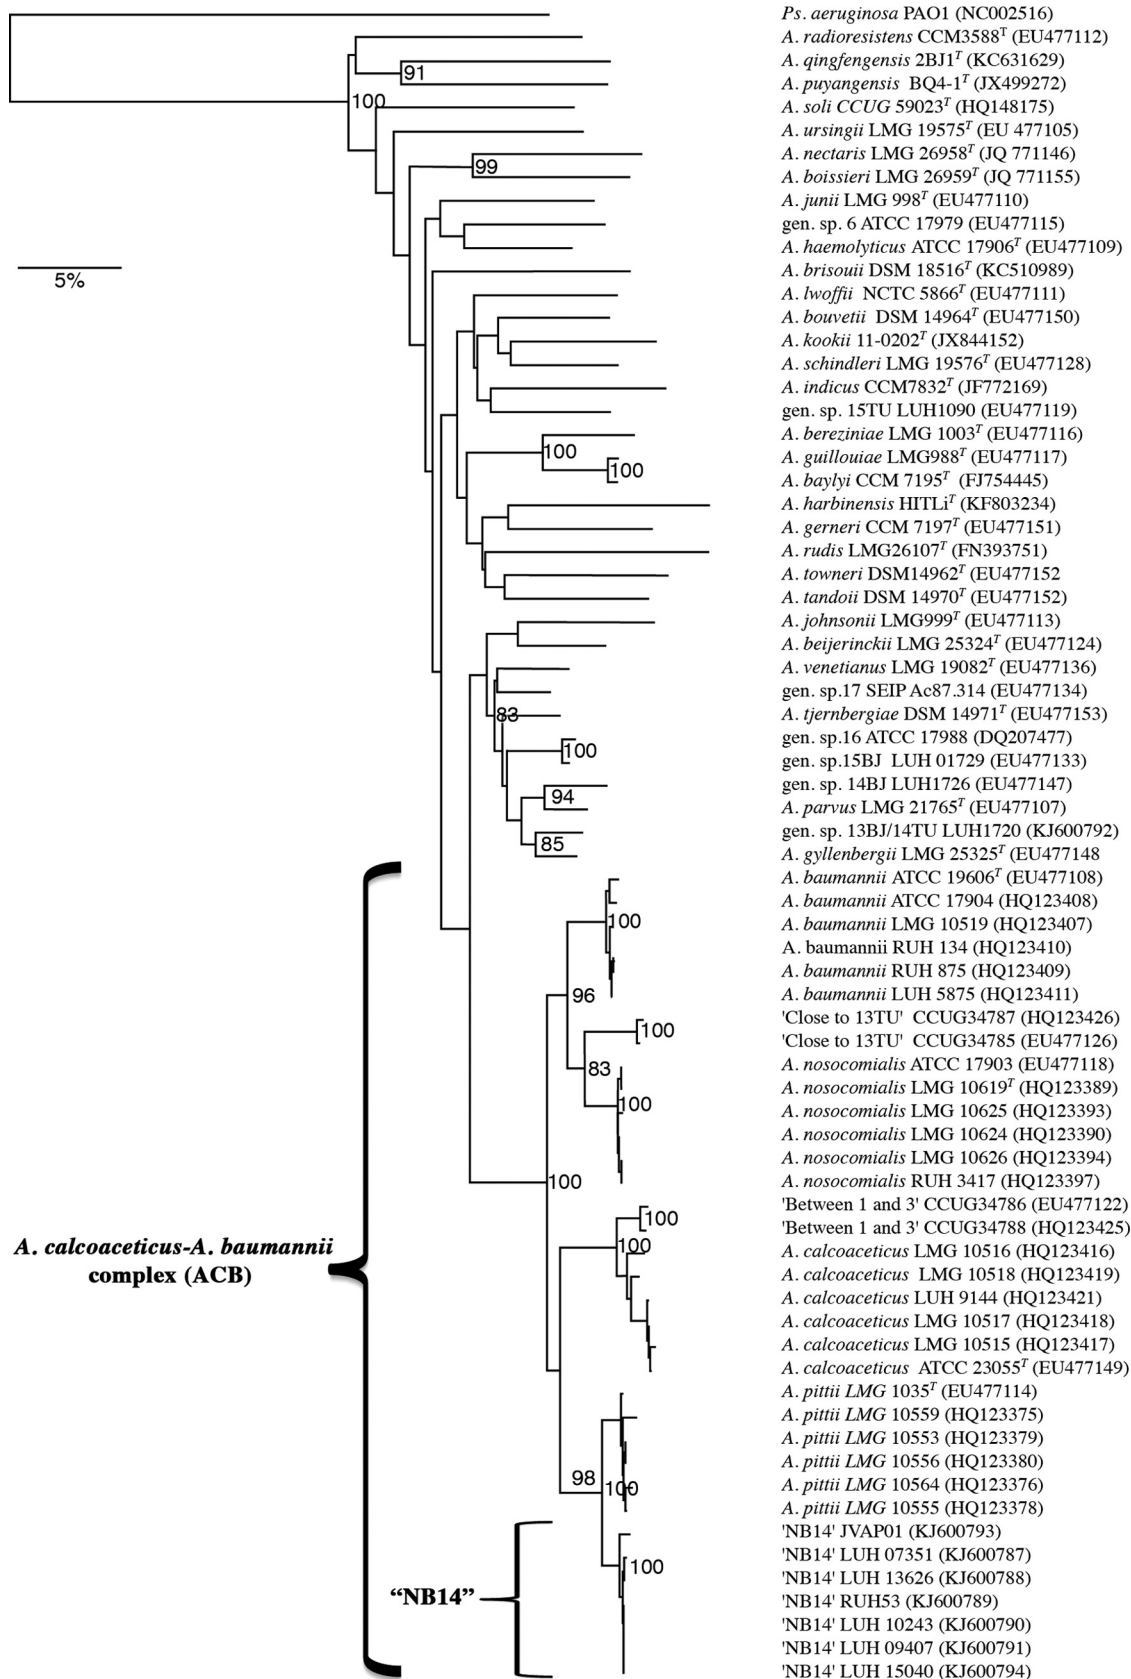 Ps. aeruginosa PAO1 (NC002516)
A. radioresistens CCM3588T (EU477112)
A. qingfengensis 2BJ1T (KC631629)
91
A. puyangensis BQ4-1T (JX499272)
100
A. soli CCUG 59023T (HQ148175)
A. ursingii LMG 19575T (EU 477105)
A. nectaris LMG 26958T (JQ 771146)
99
A. boissieri LMG 26959T (JQ 771155)
A. junii LMG 998T (EU477110)
gen. sp. 6 ATCC 17979 (EU477115)
A. haemolyticus ATCC 17906T (EU477109)
A. brisouii DSM 18516T (KC510989)
5%
A. lwoffii NCTC 5866T (EU477111)
A. bouvetii DSM 14964T (EU477150)
A. kookii 11-0202T (JX844152)
A. schindleri LMG 19576T (EU477128)
A. indicus CCM7832T (JF772169)
gen. sp. 15TU LUH1090 (EU477119)
A. bereziniae LMG 1003T (EU477116)
100
A. guillouiae LMG988T (EU477117)
100
A. baylyi CCM 7195T (FJ754445)
A. harbinensis HITLiT (KF803234)
A. gerneri CCM 7197T (EU477151)
A. rudis LMG26107T (FN393751)
A. towneri DSM14962T (EU477152
A. tandoii DSM 14970T (EU477152)
A. johnsonii LMG999T (EU477113)
A. beijerinckii LMG 25324T (EU477124)
A. venetianus LMG 19082T (EU477136)
gen. sp.17 SEIP Ac87.314 (EU477134)
83
A. tjernbergiae DSM 14971T (EU477153)
gen. sp.16 ATCC 17988 (DQ207477)
100
gen. sp.15BJ LUH 01729 (EU477133)
gen. sp. 14BJ LUH1726 (EU477147)
94
A. parvus LMG 21765T (EU477107)
gen. sp. 13BJ/14TU LUH1720 (KJ600792)
85
A. gyllenbergii LMG 25325T (EU477148
A. baumannii ATCC 19606T (EU477108)
A. baumannii ATCC 17904 (HQ123408)
100
A. baumannii LMG 10519 (HQ123407)
A. baumannii RUH 134 (HQ123410)
A. baumannii RUH 875 (HQ123409)
96
A. baumannii LUH 5875 (HQ123411)
'Close to 13TU' CCUG34787 (HQ123426)
100
'Close to 13TU' CCUG34785 (EU477126)
83
A. nosocomialis ATCC 17903 (EU477118)
A. nosocomialis LMG 10619T (HQ123389)
100
A. nosocomialis LMG 10625 (HQ123393)
A. nosocomialis LMG 10624 (HQ123390)
A. nosocomialis LMG 10626 (HQ123394)
100
A. nosocomialis RUH 3417 (HQ123397)
'Between 1 and 3' CCUG34786 (EU477122)
100
'Between 1 and 3' CCUG34788 (HQ123425)
100
A. calcoaceticus-A. baumannii
complex (ACB)
A. calcoaceticus LMG 10516 (HQ123416)
A. calcoaceticus LMG 10518 (HQ123419)
A. calcoaceticus LUH 9144 (HQ123421)
A. calcoaceticus LMG 10517 (HQ123418)
A. calcoaceticus LMG 10515 (HQ123417)
A. calcoaceticus ATCC 23055T (EU477149)
A. pittii LMG 1035T (EU477114)
A. pittii LMG 10559 (HQ123375)
A. pittii LMG 10553 (HQ123379)
A. pittii LMG 10556 (HQ123380)
98
100
A. pittii LMG 10564 (HQ123376)
A. pittii LMG 10555 (HQ123378)
'NB14' JVAP01 (KJ600793)
'NB14' LUH 07351 (KJ600787)
100
'NB14' LUH 13626 (KJ600788)
“NB14”
'NB14' RUH53 (KJ600789)
'NB14' LUH 10243 (KJ600790)
'NB14' LUH 09407 (KJ600791)
'NB14' LUH 15040 (KJ600794)